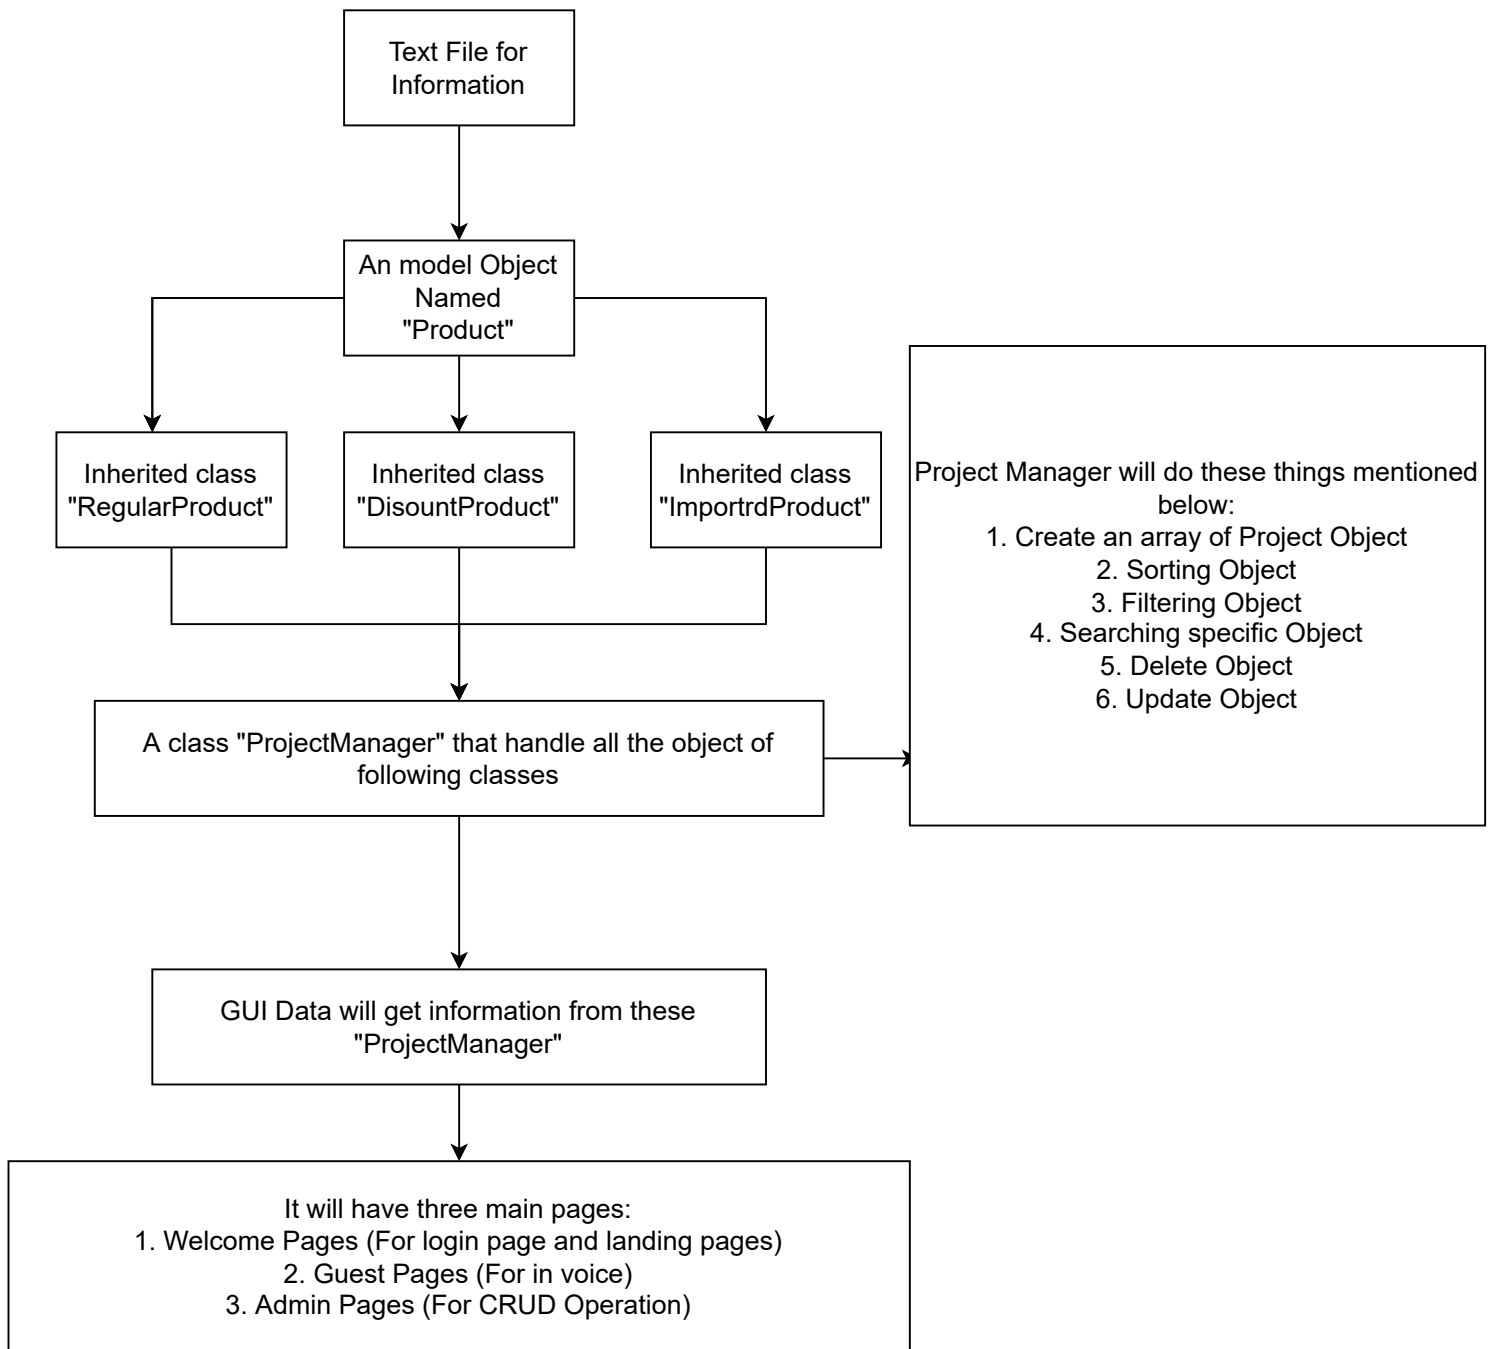 Text File for
Information
An model Object
Named
"Product"
Inherited class
"RegularProduct"
Inherited class
"DisountProduct"
Inherited class
"ImportrdProduct"
Project Manager will do these things mentioned
below:
1. Create an array of Project Object
2. Sorting Object
3. Filtering Object
4. Searching specific Object
5. Delete Object
6. Update Object
A class "ProjectManager" that handle all the object of
following classes
GUI Data will get information from these
"ProjectManager"
It will have three main pages:
1. Welcome Pages (For login page and landing pages)
2. Guest Pages (For in voice)
3. Admin Pages (For CRUD Operation)